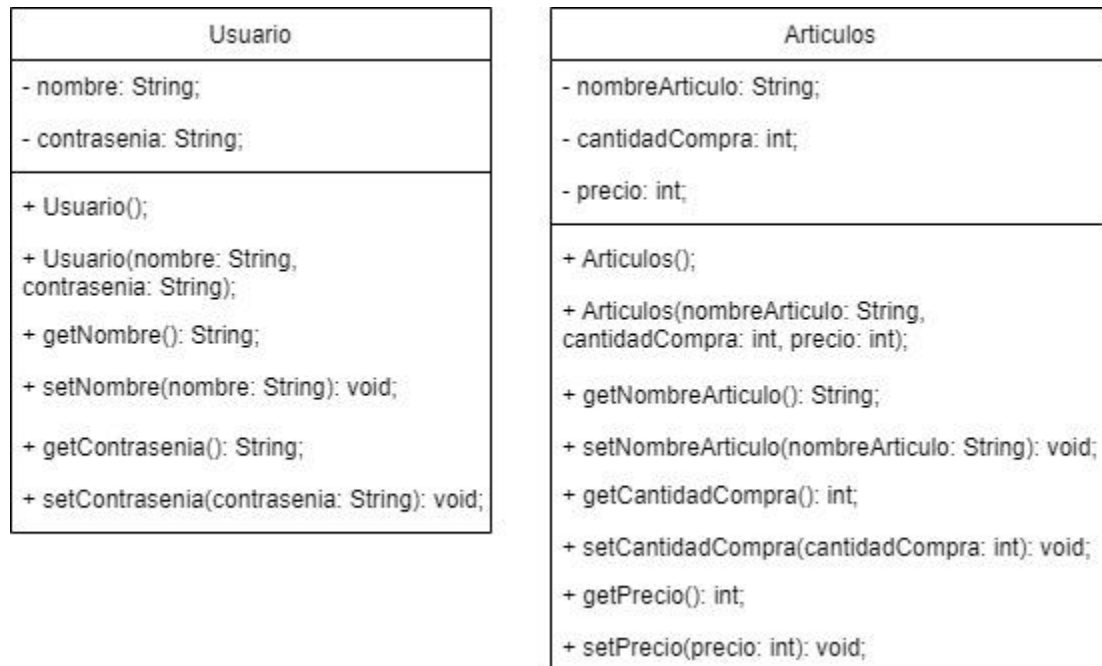 Usuario
- nombre: String;
- contrasenia: String;
+ Usuario();
+ Usuario(nombre: String,
contrasenia: String);
+ getNombre(): String;
+ setNombre(nombre: String): void;
+ getContrasenia(): String;
+ setContrasenia(contrasenia: String): void;
Articulos
- nombreArticulo: String;
- cantidadCompra: int;
- precio: int;
+ Articulos();
+ Articulos(nombreArticulo: String,
cantidadCompra: int, precio: int);
+ getNombreArticulo(): String;
+ setNombreArticulo(nombreArticulo: String): void;
+ getCantidadCompra(): int;
+ setCantidadCompra(cantidadCompra: int): void;
+ getPrecio(): int;
+ setPrecio(precio: int): void;